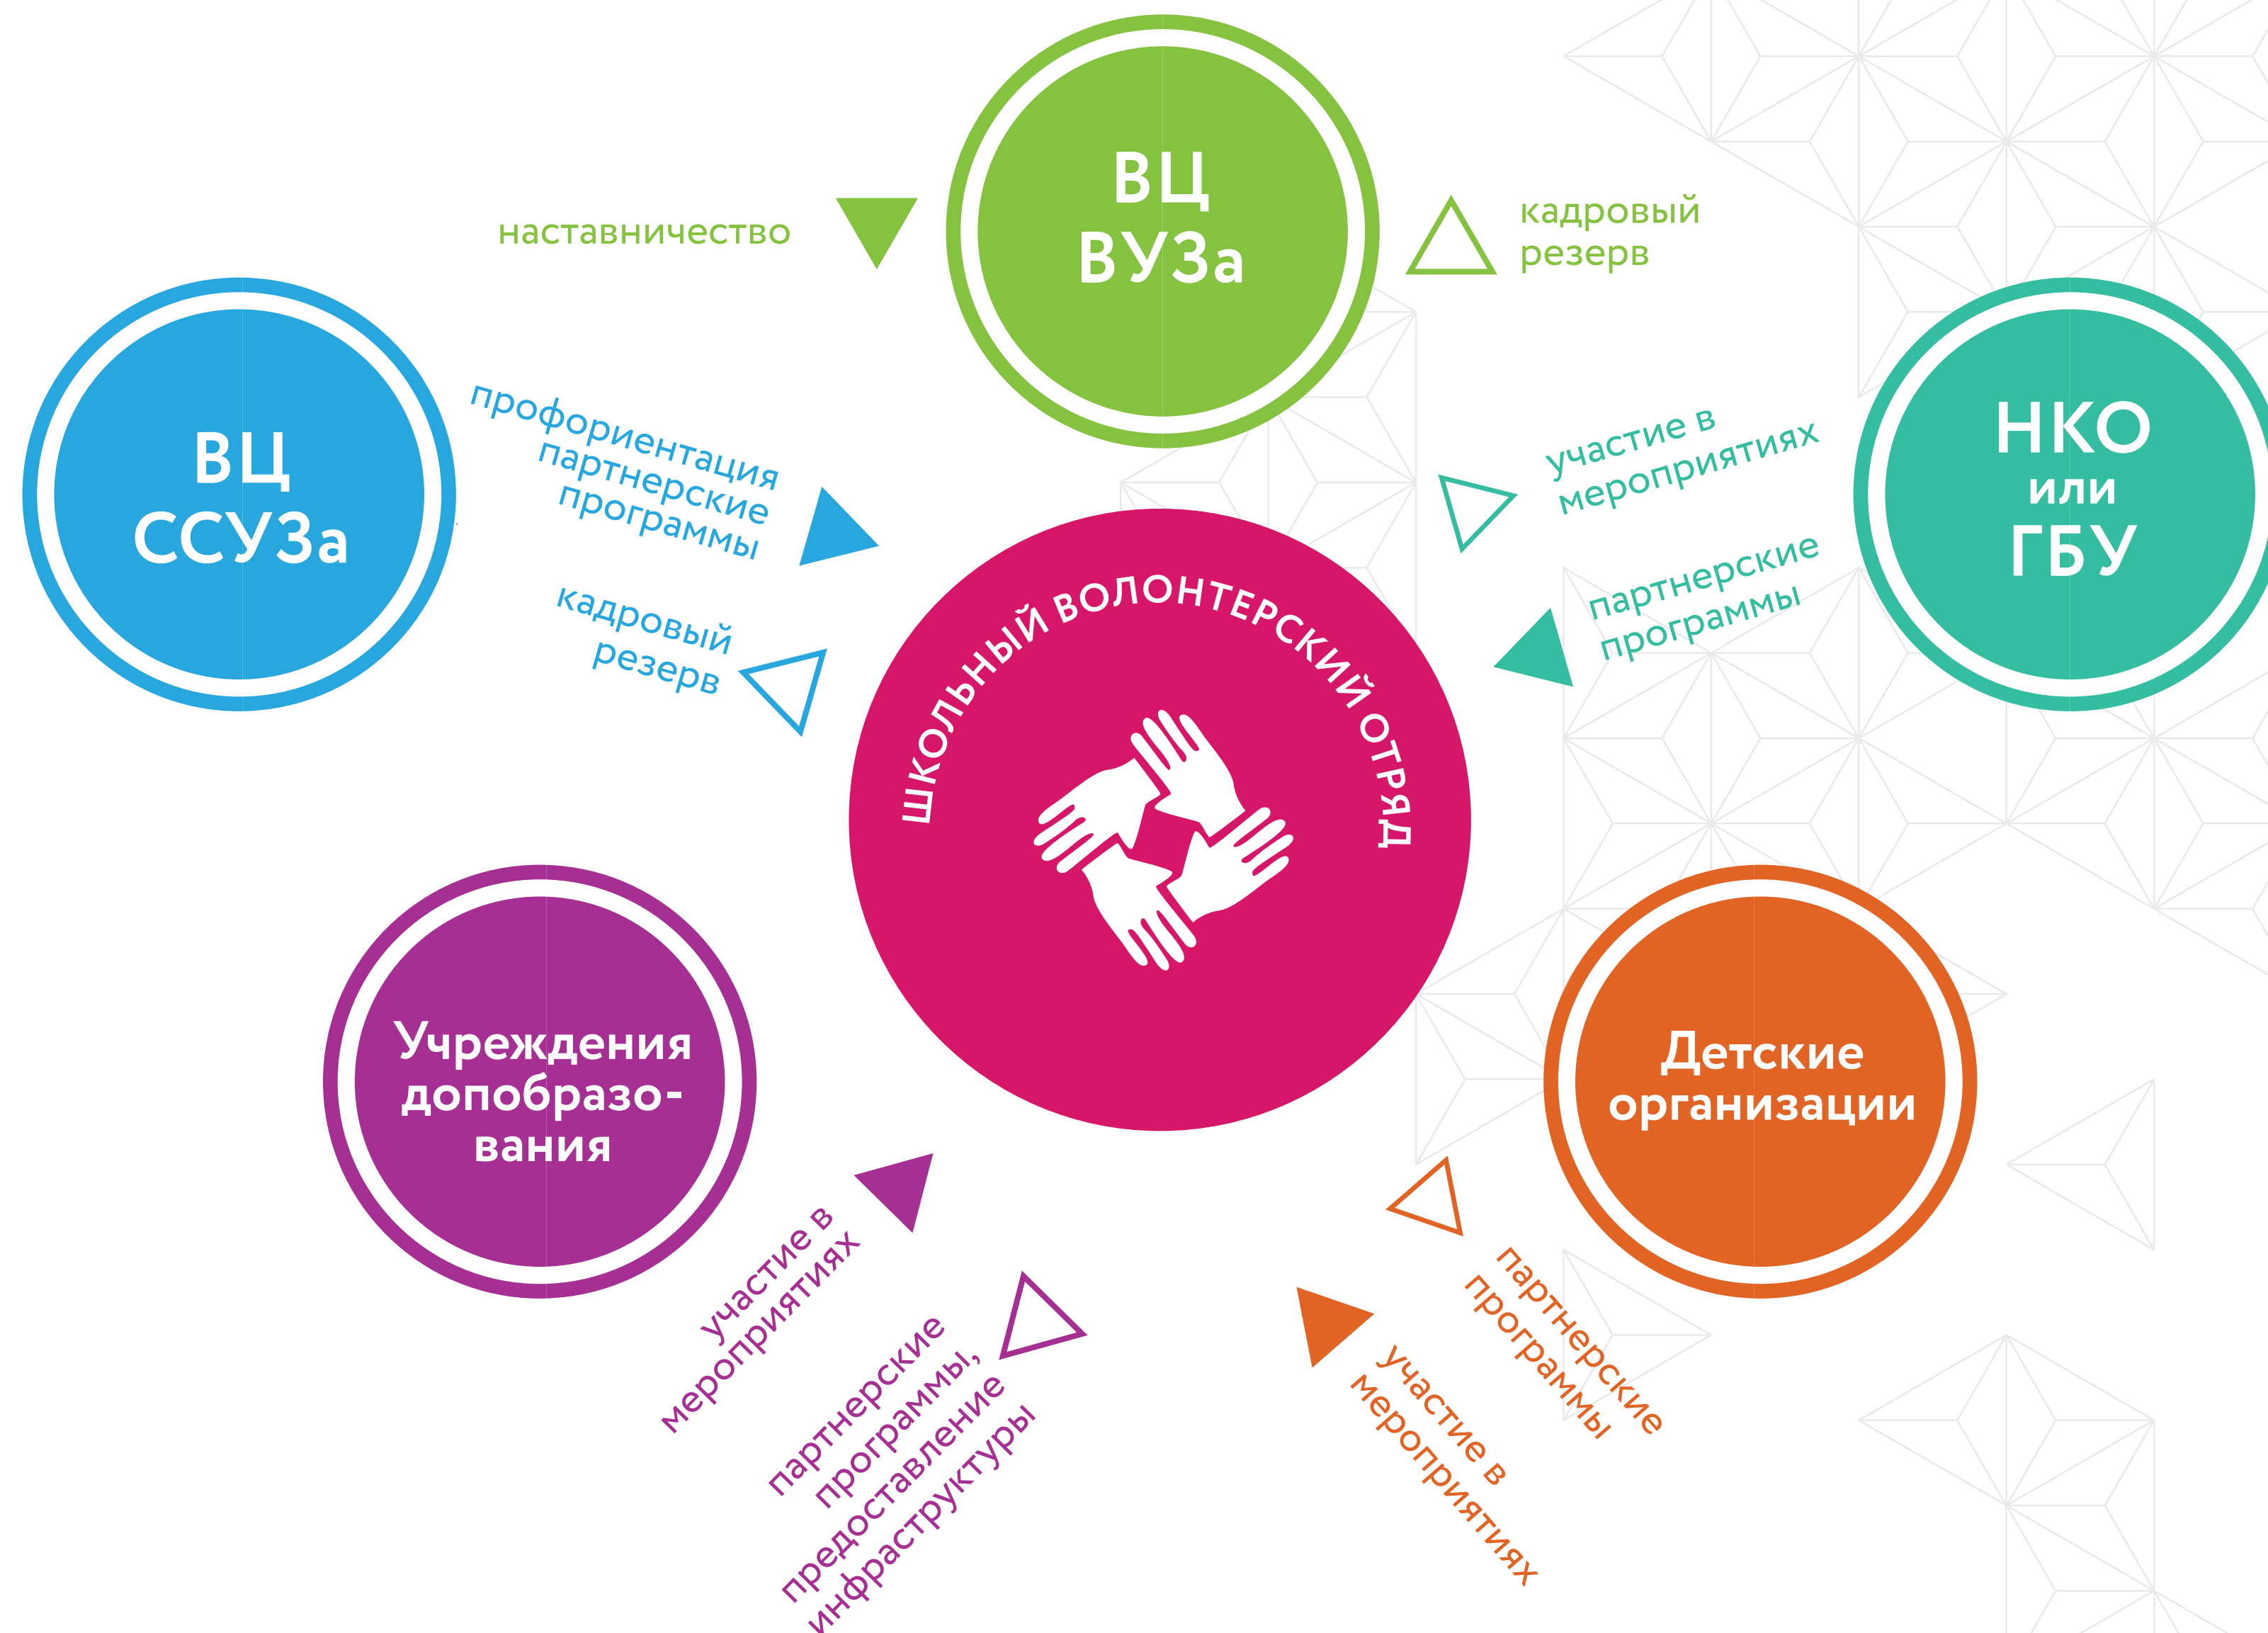 ВЦ
ВУЗа
наставничество
кадровый
резерв
ВЦ
ССУЗа
профориентация
партнерские
программы
кадровый
резерв
НКО
или
ГБУ
участие в
мероприятиях
партнерские
программы
ШКОЛЬНЫЙ ВОЛОНТЕРСКИЙ ОТРЯД
Учреждения
допобразо-
вания
участие в
мероприятиях
партнерские
программы,
предоставление
инфраструктуры
Детские
организации
партнерские
программы
участие в
мероприятиях